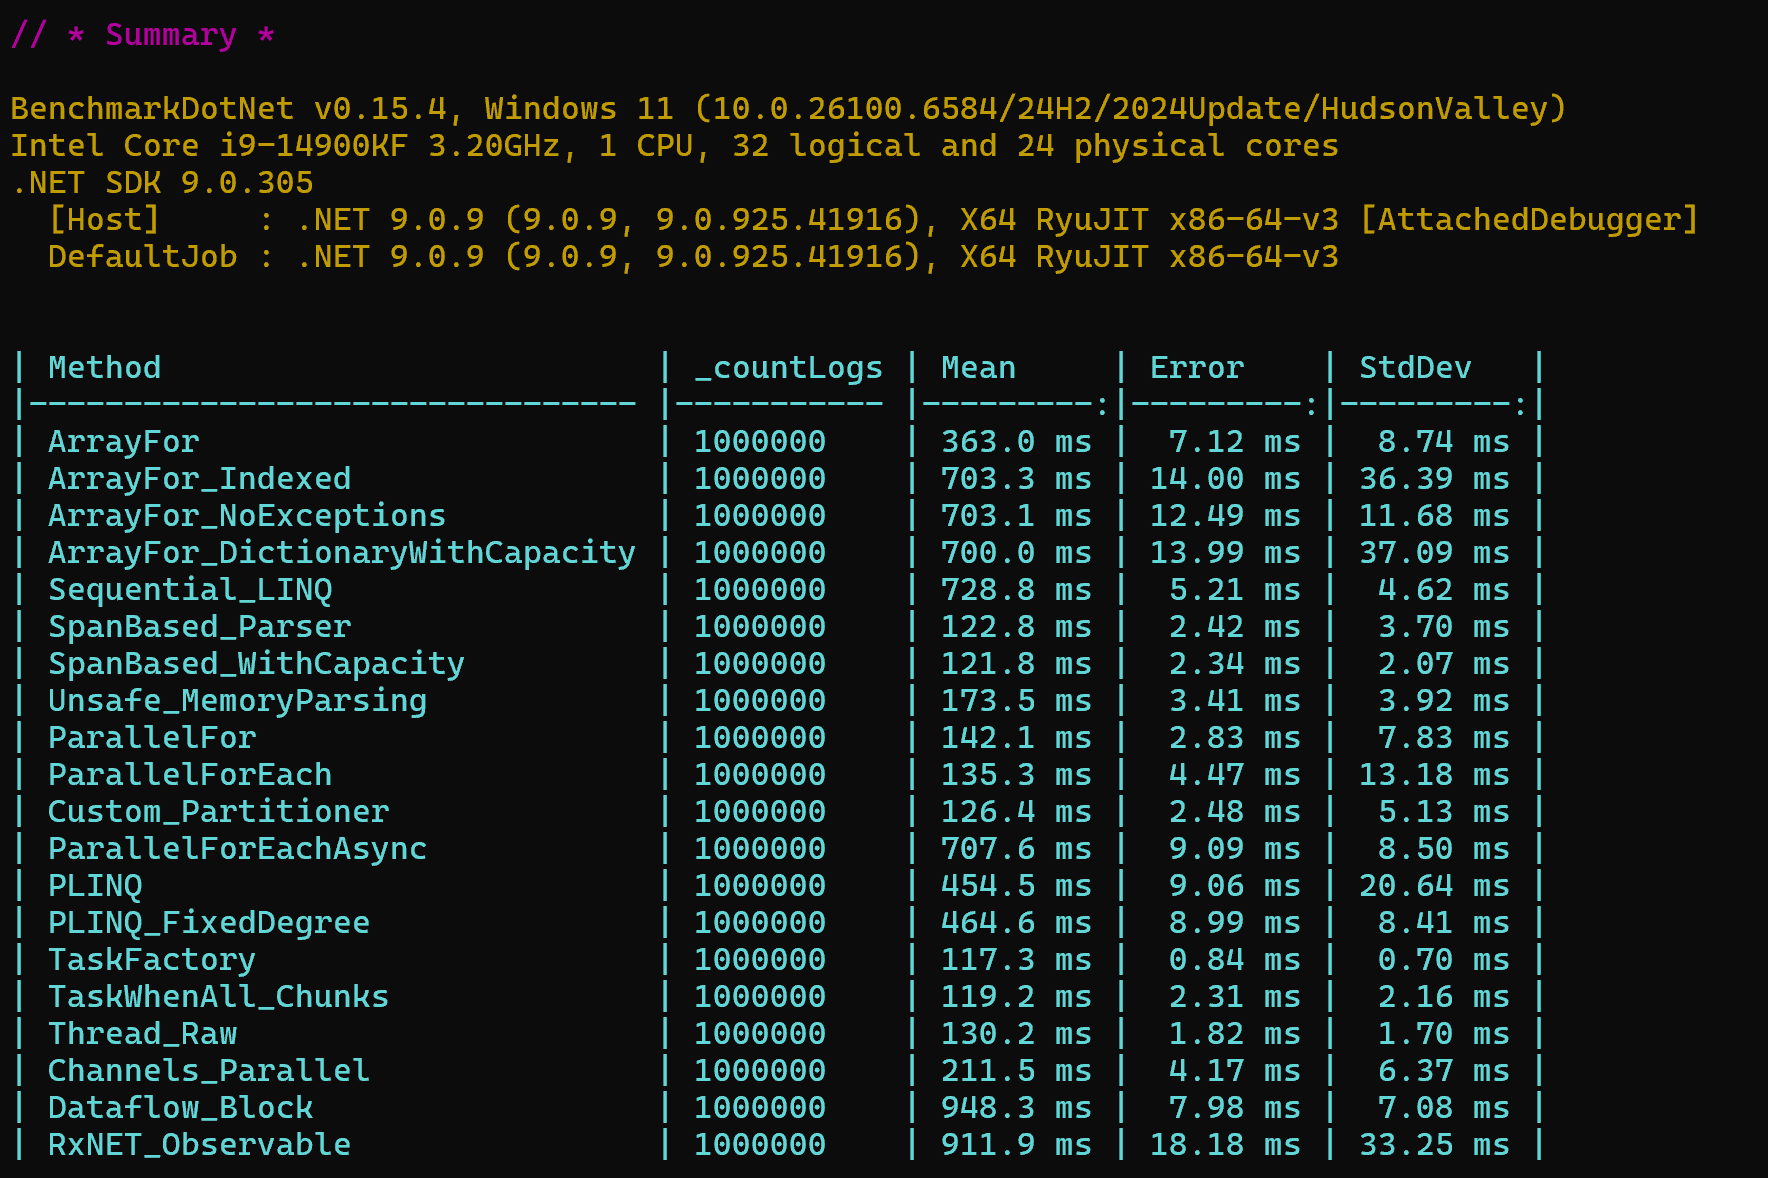 // * Summary *
BenchmarkDotNet v0.15.4, Windows 11 (10.0.26100.6584/24H2/2024Update/HudsonValley)
Intel Core i9-14900KF 3.20GHz, 1 CPU, 32 logical and 24 physical cores
.NET SDK 9.0.305
  [Host]     : .NET 9.0.9 (9.0.9, 9.0.925.41916), X64 RyuJIT x86-64-v3 [AttachedDebugger]
  DefaultJob : .NET 9.0.9 (9.0.9, 9.0.925.41916), X64 RyuJIT x86-64-v3
| Method                          | _countLogs | Mean     | Error    | StdDev   |
|-------------------------------- |----------- |---------:|---------:|---------:|
| ArrayFor                        | 1000000    | 363.0 ms |  7.12 ms |  8.74 ms |
| ArrayFor_Indexed                | 1000000    | 703.3 ms | 14.00 ms | 36.39 ms |
| ArrayFor_NoExceptions           | 1000000    | 703.1 ms | 12.49 ms | 11.68 ms |
| ArrayFor_DictionaryWithCapacity | 1000000    | 700.0 ms | 13.99 ms | 37.09 ms |
| Sequential_LINQ                 | 1000000    | 728.8 ms |  5.21 ms |  4.62 ms |
| SpanBased_Parser                | 1000000    | 122.8 ms |  2.42 ms |  3.70 ms |
| SpanBased_WithCapacity          | 1000000    | 121.8 ms |  2.34 ms |  2.07 ms |
| Unsafe_MemoryParsing            | 1000000    | 173.5 ms |  3.41 ms |  3.92 ms |
| ParallelFor                     | 1000000    | 142.1 ms |  2.83 ms |  7.83 ms |
| ParallelForEach                 | 1000000    | 135.3 ms |  4.47 ms | 13.18 ms |
| Custom_Partitioner              | 1000000    | 126.4 ms |  2.48 ms |  5.13 ms |
| ParallelForEachAsync            | 1000000    | 707.6 ms |  9.09 ms |  8.50 ms |
| PLINQ                           | 1000000    | 454.5 ms |  9.06 ms | 20.64 ms |
| PLINQ_FixedDegree               | 1000000    | 464.6 ms |  8.99 ms |  8.41 ms |
| TaskFactory                     | 1000000    | 117.3 ms |  0.84 ms |  0.70 ms |
| TaskWhenAll_Chunks              | 1000000    | 119.2 ms |  2.31 ms |  2.16 ms |
| Thread_Raw                      | 1000000    | 130.2 ms |  1.82 ms |  1.70 ms |
| Channels_Parallel               | 1000000    | 211.5 ms |  4.17 ms |  6.37 ms |
| Dataflow_Block                  | 1000000    | 948.3 ms |  7.98 ms |  7.08 ms |
| RxNET_Observable                | 1000000    | 911.9 ms | 18.18 ms | 33.25 ms |